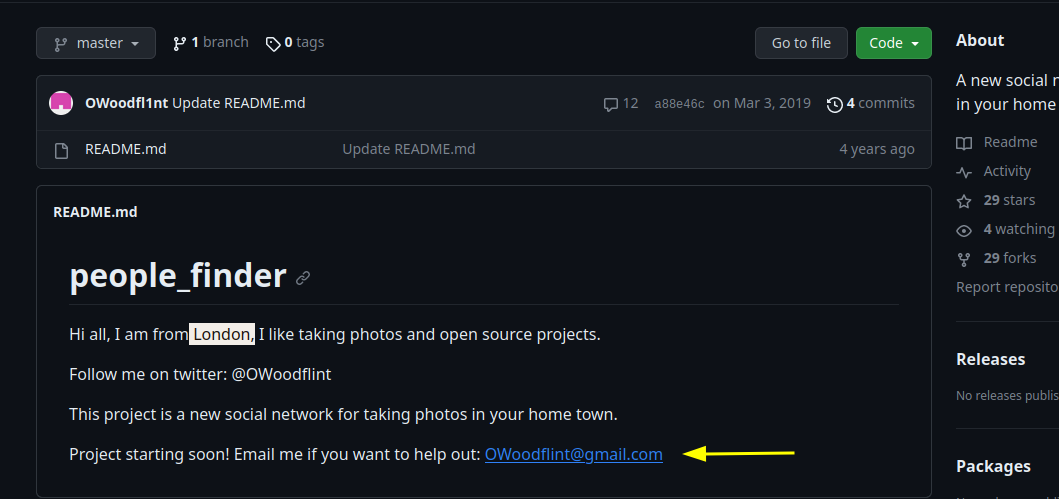 master 1 branch 0 tags Go to file Code About
A new social n
in your home
OWoodfl1nt Update README.md 12 a88e46c on Mar 3, 2019 4 commits
README.md Update README.md 4 years ago
Readme
Activity
29 stars
4 watching
29 forks
Report reposito
README.md
people_finder
Hi all, I am from London, I like taking photos and open source projects.
Follow me on twitter: @OWoodflint
This project is a new social network for taking photos in your home town.
Project starting soon! Email me if you want to help out: OWoodflint@gmail.com
Releases
No releases publis
Packages